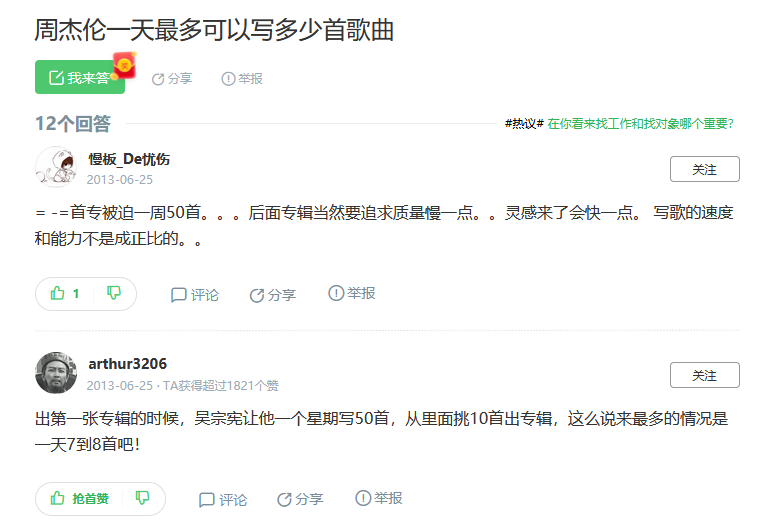 周杰伦一天最多可以写多少首歌曲
我来答
分享
举报
12个回答
#热议# 在你看来找工作和找对象哪个重要?
慢板_De忧伤
2013-06-25
关注
= -=首专被迫一周50首。。。后面专辑当然要追求质量慢一点。。灵感来了会快一点。 写歌的速度
和能力不是成正比的。。
1
评论
分享
举报
arthur3206
2013-06-25 · TA获得超过1821个赞
关注
出第一张专辑的时候，吴宗宪让他一个星期写50首，从里面挑10首出专辑，这么说来最多的情况是
一天7到8首吧！
抢首赞
评论
分享
举报